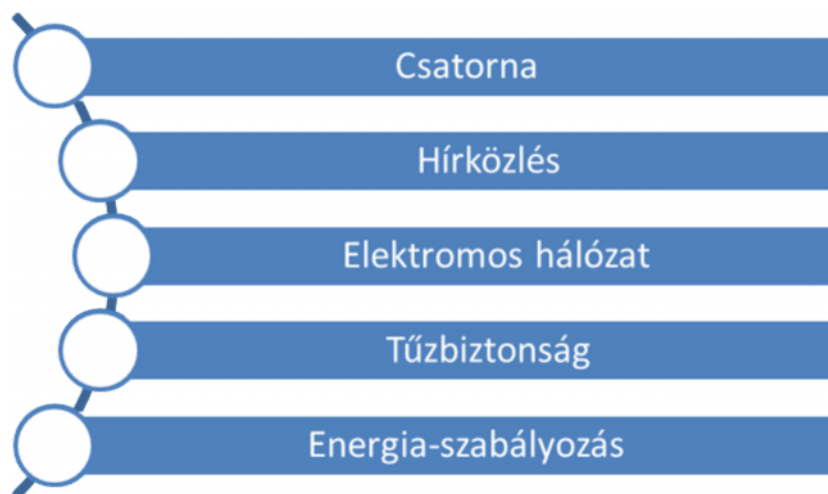 Csatorna
Hírközlés
Elektromos hálózat
Tűzbiztonság
Energia-szabályozás